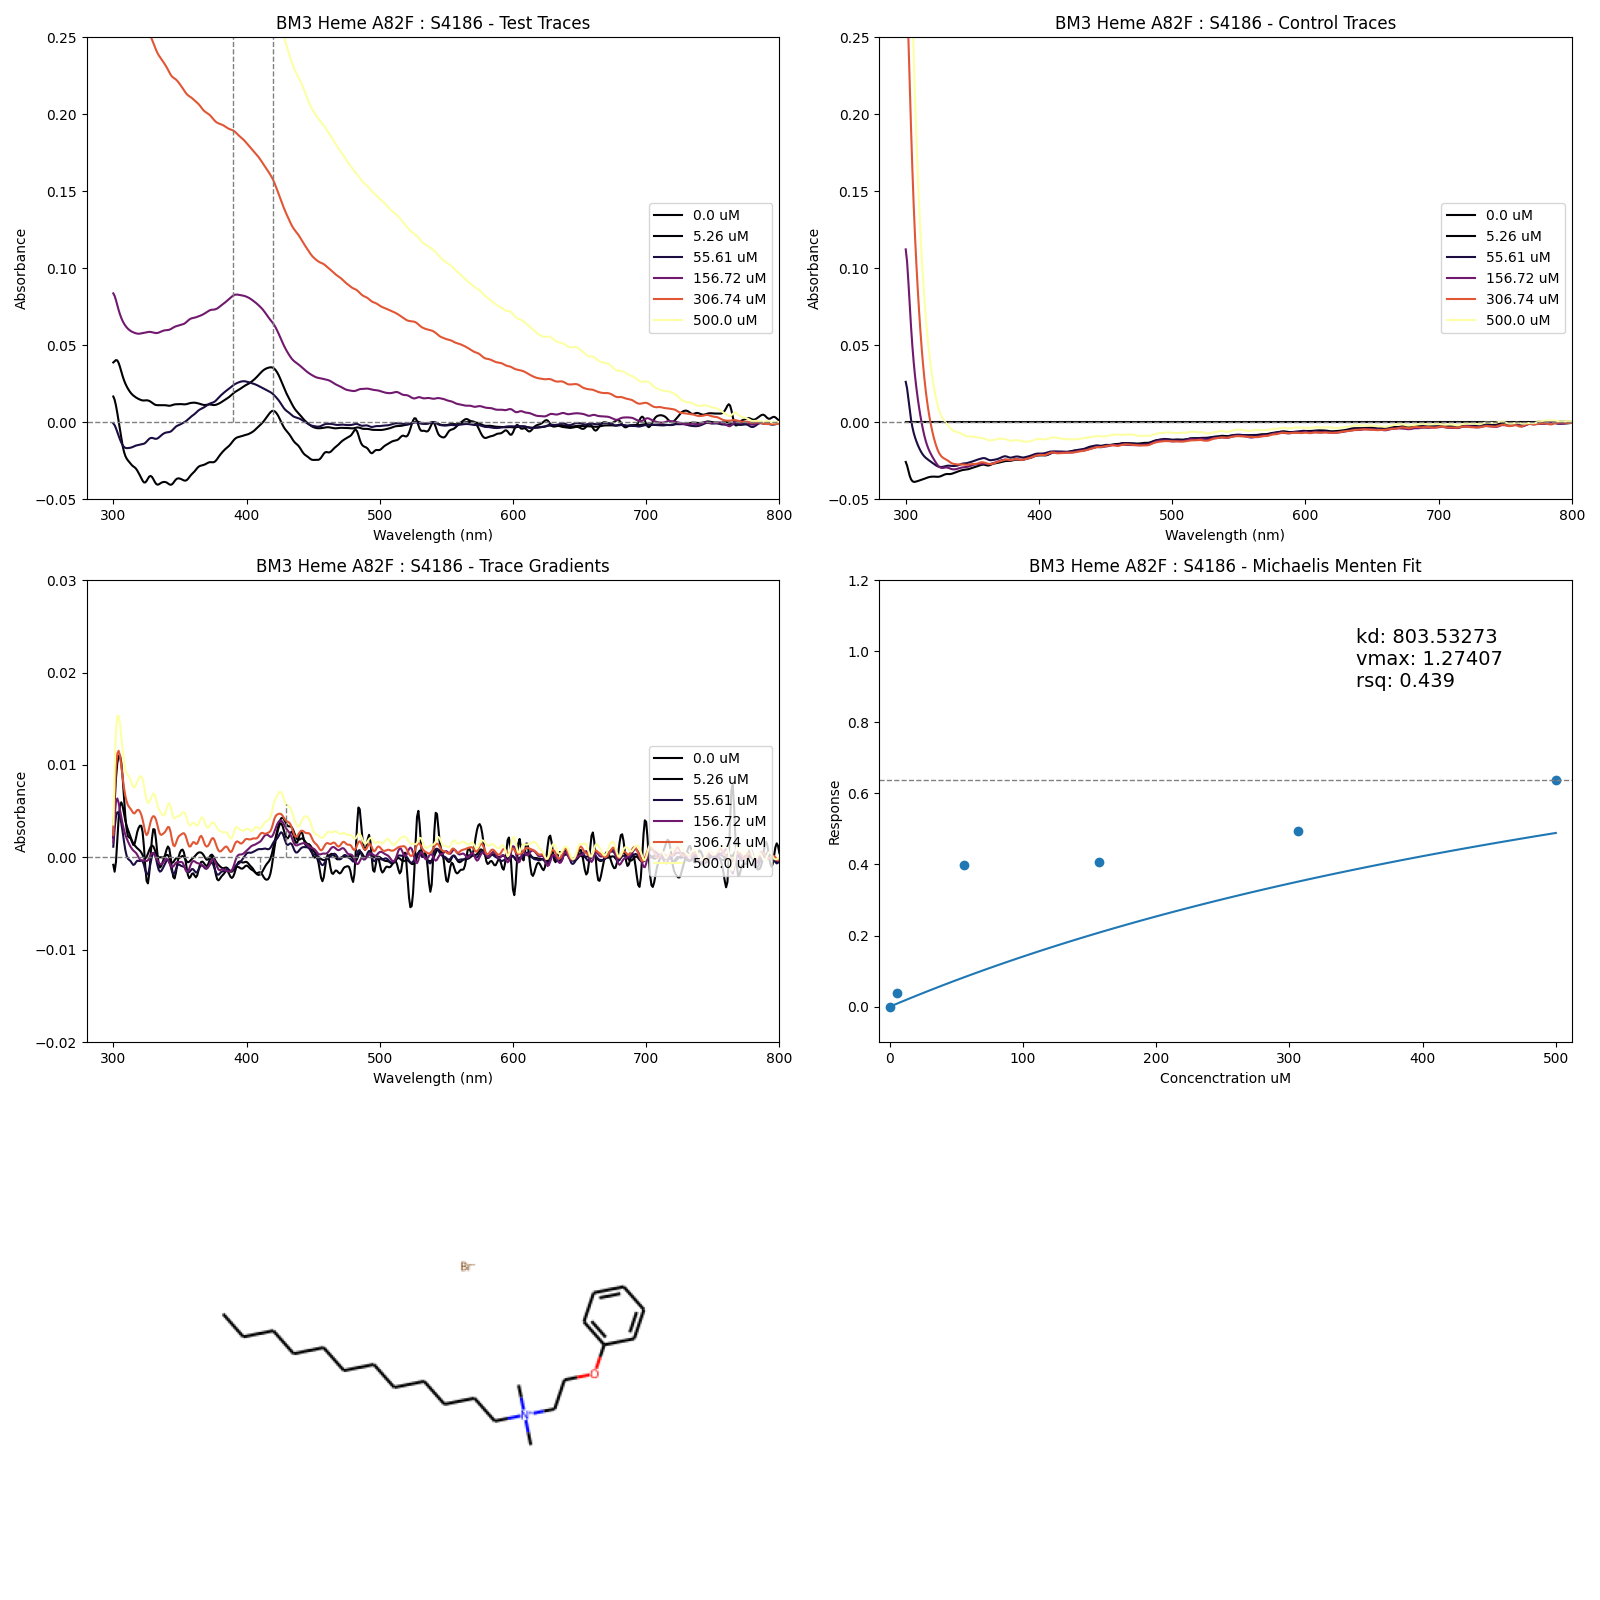 BM3 Heme A82F : S4186 - Test Traces
0.25
0.20
0.15
0.10
0.05
0.00
−0.05
Absorbance
300 400 500 600 700 800
Wavelength (nm)
0.0 uM
5.26 uM
55.61 uM
156.72 uM
306.74 uM
500.0 uM
BM3 Heme A82F : S4186 - Control Traces
0.25
0.20
0.15
0.10
0.05
0.00
−0.05
Absorbance
300 400 500 600 700 800
Wavelength (nm)
0.0 uM
5.26 uM
55.61 uM
156.72 uM
306.74 uM
500.0 uM
BM3 Heme A82F : S4186 - Trace Gradients
0.03
0.02
0.01
0.00
−0.01
−0.02
Absorbance
300 400 500 600 700 800
Wavelength (nm)
0.0 uM
5.26 uM
55.61 uM
156.72 uM
306.74 uM
500.0 uM
BM3 Heme A82F : S4186 - Michaelis Menten Fit
1.2
1.0
0.8
0.6
0.4
0.2
0.0
Response
0 100 200 300 400 500
Concenctration uM
kd: 803.53273
vmax: 1.27407
rsq: 0.439
Br⁻
O
N⁺